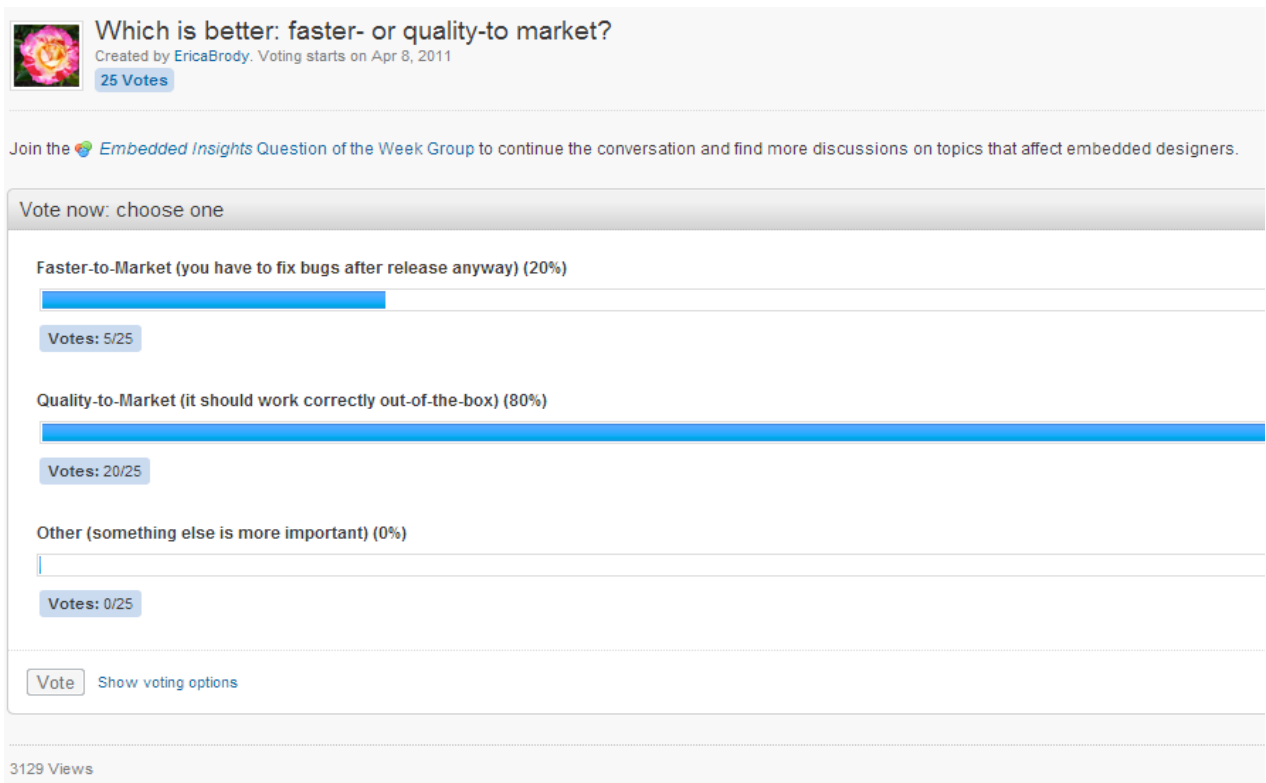 Which is better: faster- or quality-to market?
Created by EricaBrody. Voting starts on Apr 8, 2011
25 Votes
Join the Embedded Insights Question of the Week Group to continue the conversation and find more discussions on topics that affect embedded designers.
Vote now: choose one
Faster-to-Market (you have to fix bugs after release anyway) (20%)
Votes: 5/25
Quality-to-Market (it should work correctly out-of-the-box) (80%)
Votes: 20/25
Other (something else is more important) (0%)
Votes: 0/25
Vote Show voting options
3129 Views